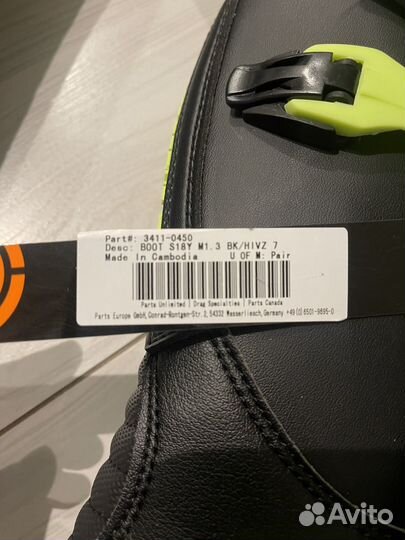 Part#: 3411-0450
Desc: BOOT S18Y M1.3 BK/HIVZ 7
Made In Cambodia U OF M: Pair
Parts Unlimited | Drag Specialties | Parts Canada
Parts Europe GmbH, Conrad-Röntgen-Str. 2, 54332 Wasserliesch, Germany +49 (0) 6501-9695-0
Avito